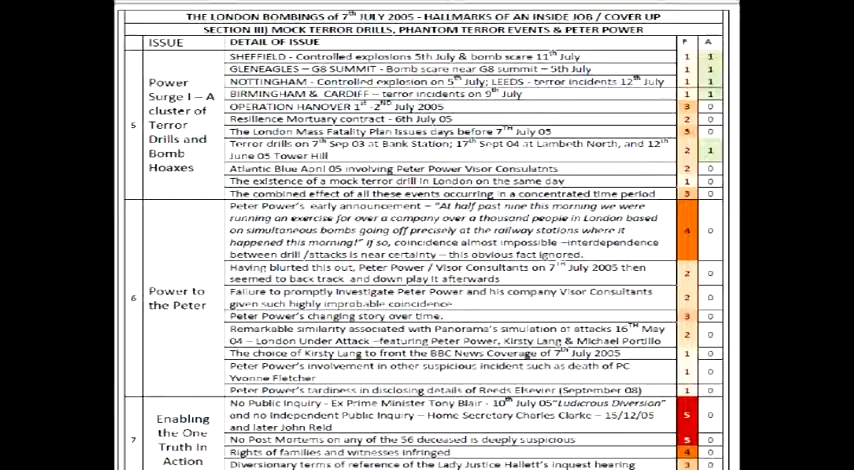 THE LONDON BOMBINGS of 7th JULY 2005 - HALLMARKS OF AN INSIDE JOB / COVER UP
SECTION III) MOCK TERROR DRILLS, PHANTOM TERROR EVENTS & PETER POWER
ISSUE DETAIL OF ISSUE P A
5 Power Surge I – A cluster of Terror Drills and Bomb Hoaxes
SHEFFIELD - Controlled explosions 5th July & bomb scare 11th July 1 1
GLENEAGLES – G8 SUMMIT - Bomb scare near G8 summit – 5th July 1 1
NOTTINGHAM - Controlled explosion on 5th July; LEEDS - terror incidents 12th July 1 1
BIRMINGHAM & CARDIFF – terror incidents on 9th July 1 1
OPERATION HANOVER 1st -2ND July 2005 3 0
Resilience Mortuary contract - 6th July 05 2 0
The London Mass Fatality Plan Issues days before 7TH July 05 3 0
Terror drills on 7th Sep 03 at Bank Station; 17th Sept 04 at Lambeth North, and 12th
June 05 Tower Hill 2 1
Atlantic Blue April 05 involving Peter Power Visor Consulatnts 2 0
The existence of a mock terror drill in London on the same day 1 0
The combined effect of all these events occurring in a concentrated time period 3 0
6 Power to the Peter
Peter Power's early announcement – "At half past nine this morning we were
running an exercise for over a company over a thousand people in London based
on simultaneous bombs going off precisely at the railway stations where it
happened this morning!" If so, coincidence almost impossible –interdependence
between drill /attacks is near certainty – this obvious fact ignored. 4 0
Having blurted this out, Peter Power / Visor Consultants on 7th July 2005 then
seemed to back track and down play it afterwards 2 0
Failure to promptly Investigate Peter Power and his company Visor Consultants
given such highly improbable coincidence 2 0
Peter Power's changing story over time. 3 0
Remarkable similarity associated with Panorama's simulation of attacks 16TH May
04 – London Under Attack –featuring Peter Power, Kirsty Lang & Michael Portillo 2 0
The choice of Kirsty Lang to front the BBC News Coverage of 7th July 2005 1 0
Peter Power's involvement in other suspicious incident such as death of PC
Yvonne Fletcher 1 0
Peter Power's tardiness in disclosing details of Reeds Elsevier (September 08) 1 0
7 Enabling the One Truth In Action
No Public Inquiry - Ex Prime Minister Tony Blair - 10th July 05"Ludicrous Diversion"
and no Independent Public Inquiry – Home Secretary Charles Clarke – 15/12/05
and later John Reid 5 0
No Post Mortems on any of the 56 deceased is deeply suspicious 5 0
Rights of families and witnesses infringed 4 0
Diversionary terms of reference of the Lady Justice Hallett's inquest hearing 3 0